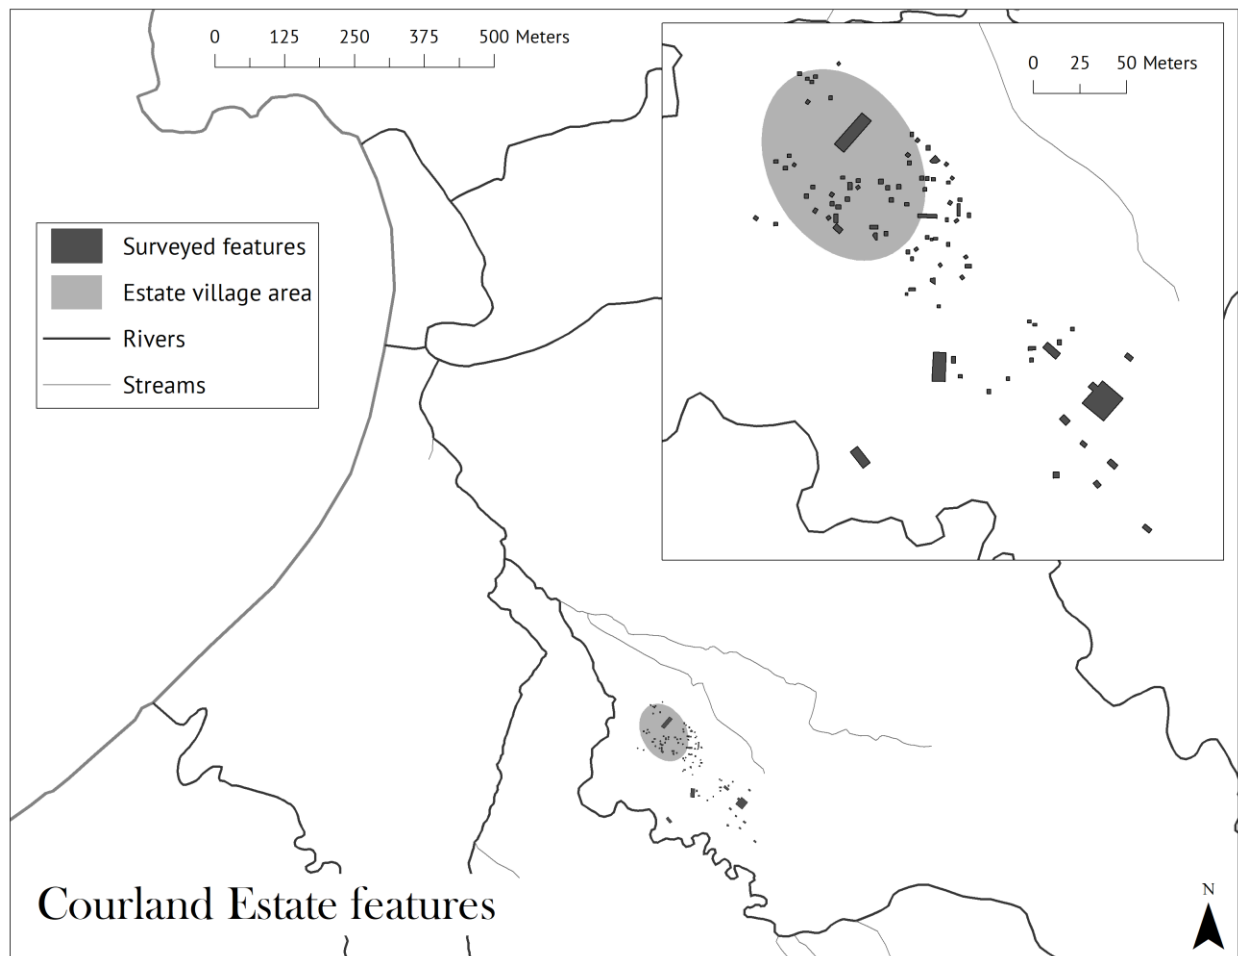 0 125 250 375 500 Meters
0 25 50 Meters
Surveyed features
Estate village area
Rivers
Streams
Courland Estate features
N